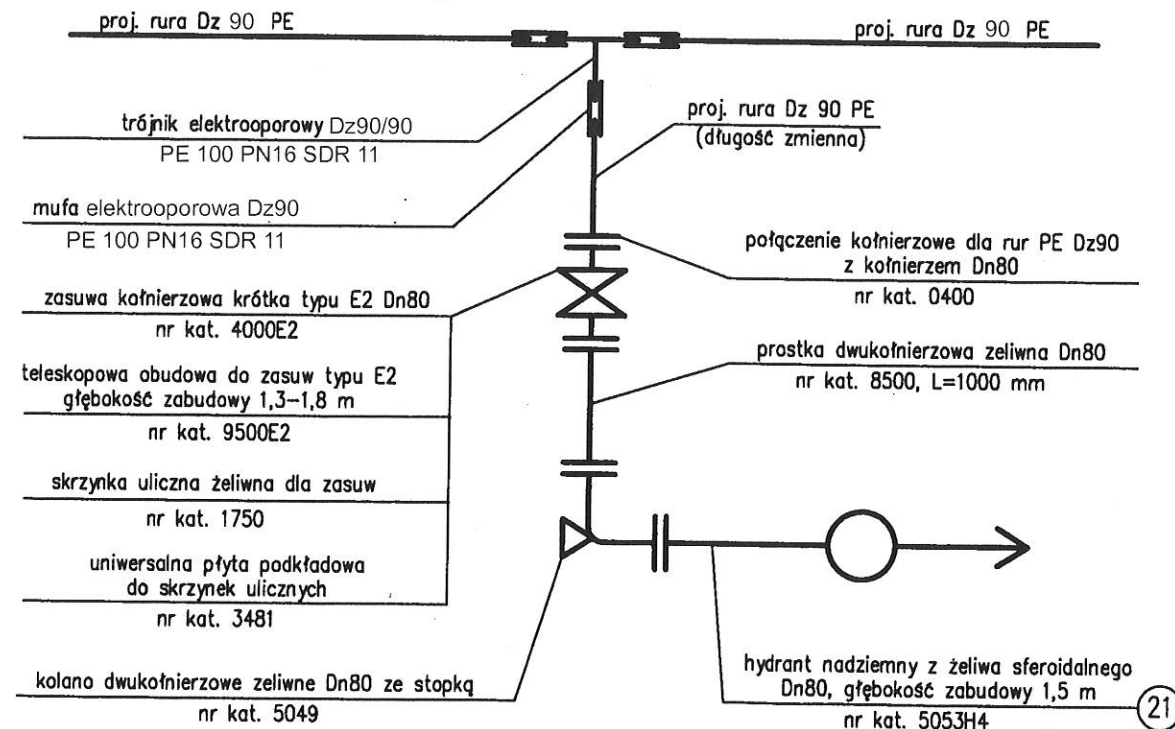 proj. rura Dz 90 PE
proj. rura Dz 90 PE
trójnik elektrooporowy Dz90/90
PE 100 PN16 SDR 11
mufa elektrooporowa Dz90
PE 100 PN16 SDR 11
zasuwa kołnierzowa krótka typu E2 Dn80
nr kat. 4000E2
teleskopowa obudowa do zasuw typu E2
głębokość zabudowy 1,3–1,8 m
nr kat. 9500E2
skrzynka uliczna żeliwna dla zasuw
nr kat. 1750
uniwersalna płyta podkładowa
do skrzynek ulicznych
nr kat. 3481
kolano dwukołnierzowe zeliwne Dn80 ze stopką
nr kat. 5049
proj. rura Dz 90 PE
(długość zmienna)
połączenie kołnierzowe dla rur PE Dz90
z kołnierzem Dn80
nr kat. 0400
prostka dwukołnierzowa zeliwna Dn80
nr kat. 8500, L=1000 mm
hydrant nadziemny z żeliwa sferoidalnego
Dn80, głębokość zabudowy 1,5 m
nr kat. 5053H4
21